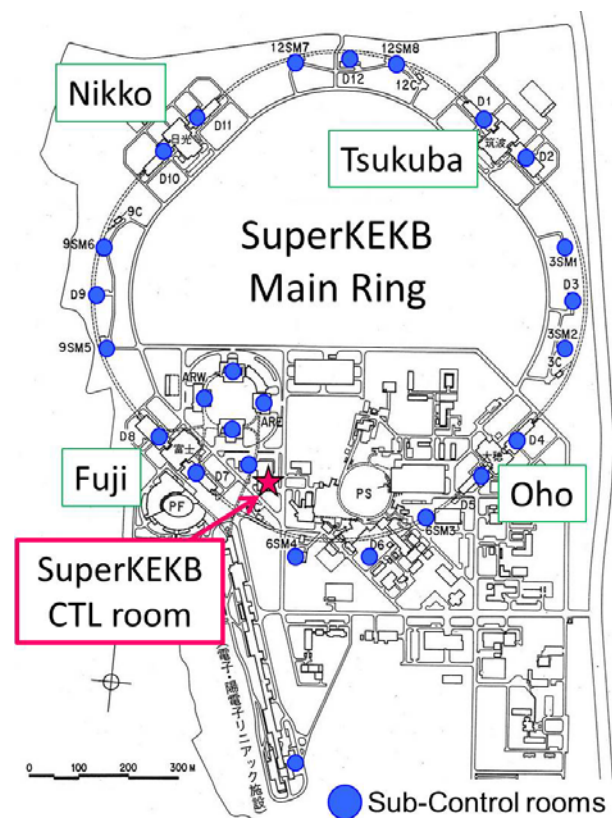 12SM7
12SM8
D12
12C
Nikko
D11
日光
D10
D1
筑波
D2
Tsukuba
9C
9SM6
SuperKEKB
Main Ring
3SM1
D9
D3
9SM5
3SM2
3C
ARW
ARE
D8
富士
D7
Fuji
PF
PS
D4
大穂
D5
Oho
6SM3
6SM4
D6
SuperKEKB
CTL room
0 100 200 300 M
Sub-Control rooms